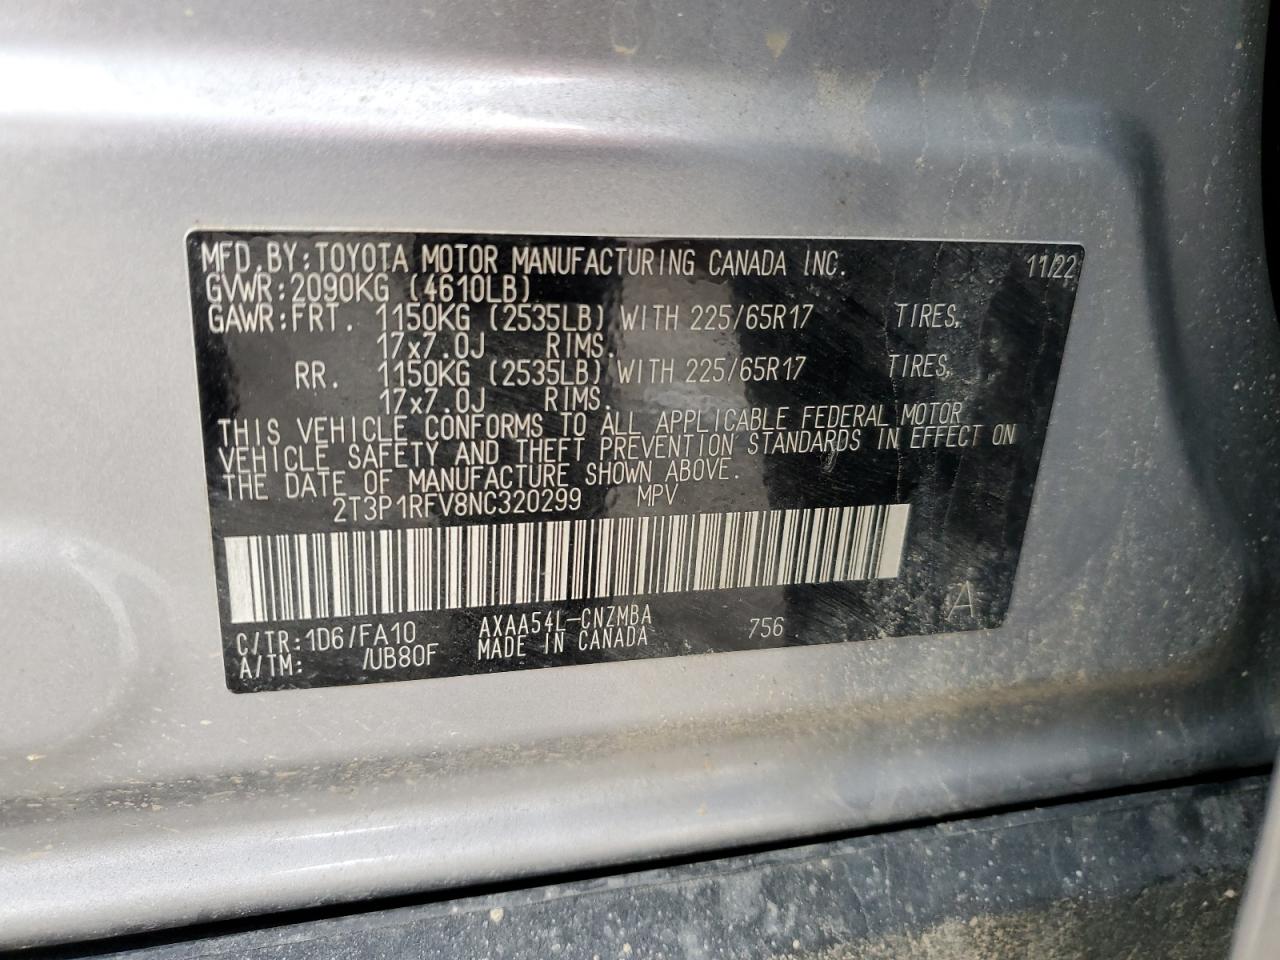 MFD.BY:TOYOTA MOTOR MANUFACTURING CANADA INC. 11/22
GVWR:2090KG (4610LB)
GAWR:FRT. 1150KG (2535LB) WITH 225/65R17 TIRES,
17x7.0J RIMS.
RR. 1150KG (2535LB) WITH 225/65R17 TIRES,
17x7.0J RIMS.
THIS VEHICLE CONFORMS TO ALL APPLICABLE FEDERAL MOTOR
VEHICLE SAFETY AND THEFT PREVENTION STANDARDS IN EFFECT ON
THE DATE OF MANUFACTURE SHOWN ABOVE.
2T3P1RFV8NC320299 MPV
C/TR:1D6/FA10 AXAA54L-CNZMBA 756 A
A/TM: /UB80F MADE IN CANADA